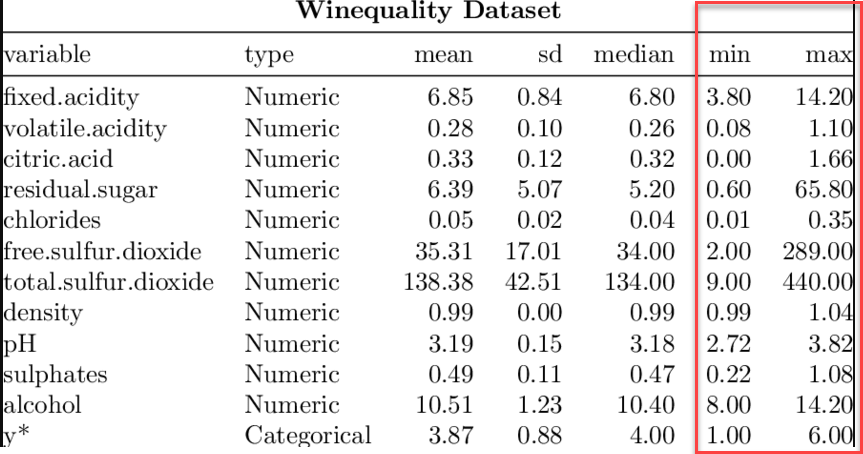 Winequality Dataset
variable type mean sd median min max
fixed.acidity Numeric 6.85 0.84 6.80 3.80 14.20
volatile.acidity Numeric 0.28 0.10 0.26 0.08 1.10
citric.acid Numeric 0.33 0.12 0.32 0.00 1.66
residual.sugar Numeric 6.39 5.07 5.20 0.60 65.80
chlorides Numeric 0.05 0.02 0.04 0.01 0.35
free.sulfur.dioxide Numeric 35.31 17.01 34.00 2.00 289.00
total.sulfur.dioxide Numeric 138.38 42.51 134.00 9.00 440.00
density Numeric 0.99 0.00 0.99 0.99 1.04
pH Numeric 3.19 0.15 3.18 2.72 3.82
sulphates Numeric 0.49 0.11 0.47 0.22 1.08
alcohol Numeric 10.51 1.23 10.40 8.00 14.20
y* Categorical 3.87 0.88 4.00 1.00 6.00